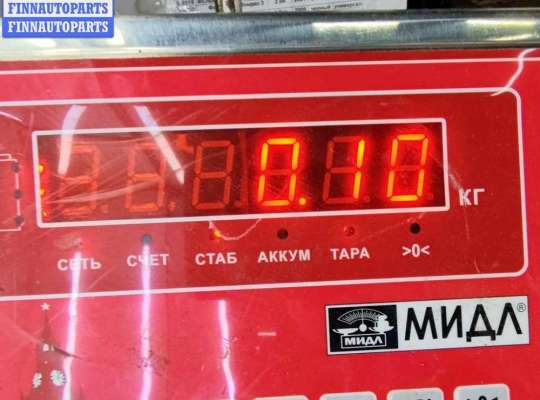 FINNAUTOPARTS
FINNAUTOPARTS
0.10
КГ
СЕТЬ СЧЕТ СТАБ АККУМ ТАРА >0<
МИДЛ МИДЛ®